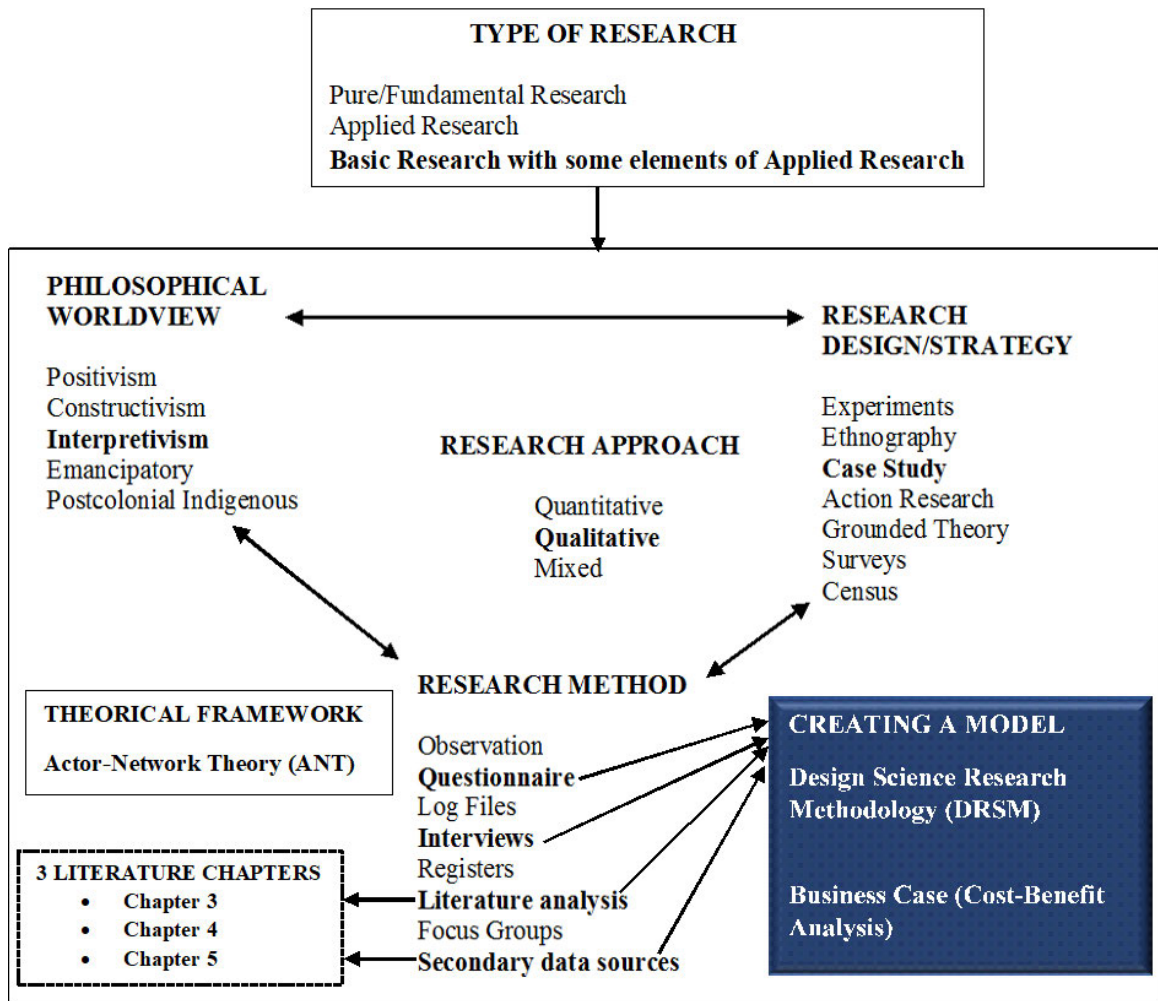 TYPE OF RESEARCH
Pure/Fundamental Research
Applied Research
Basic Research with some elements of Applied Research
PHILOSOPHICAL
WORLDVIEW
Positivism
Constructivism
Interpretivism
Emancipatory
Postcolonial Indigenous
RESEARCH APPROACH
Quantitative
Qualitative
Mixed
RESEARCH
DESIGN/STRATEGY
Experiments
Ethnography
Case Study
Action Research
Grounded Theory
Surveys
Census
THEORICAL FRAMEWORK
Actor-Network Theory (ANT)
RESEARCH METHOD
Observation
Questionnaire
Log Files
Interviews
Registers
Literature analysis
Focus Groups
Secondary data sources
CREATING A MODEL
Design Science Research
Methodology (DRSM)
Business Case (Cost-Benefit
Analysis)
3 LITERATURE CHAPTERS
• Chapter 3
• Chapter 4
• Chapter 5